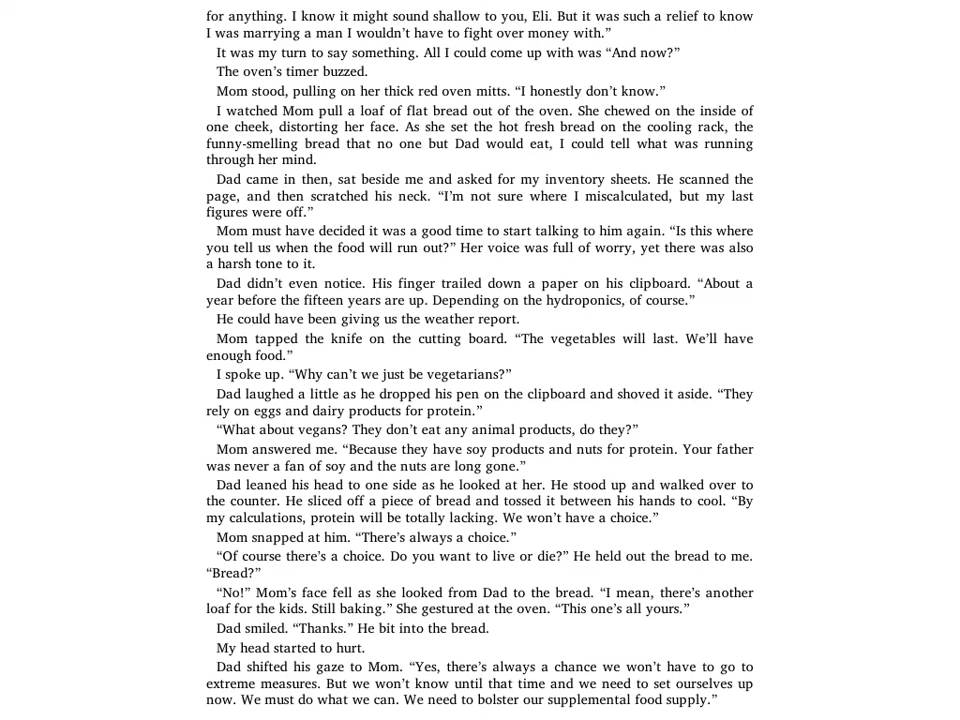 for anything. I know it might sound shallow to you, Eli. But it was such a relief to know
I was marrying a man I wouldn’t have to fight over money with.”
It was my turn to say something. All I could come up with was “And now?”
The oven’s timer buzzed.
Mom stood, pulling on her thick red oven mitts. “I honestly don’t know.”
I watched Mom pull a loaf of flat bread out of the oven. She chewed on the inside of
one cheek, distorting her face. As she set the hot fresh bread on the cooling rack, the
funny-smelling bread that no one but Dad would eat, I could tell what was running
through her mind.
Dad came in then, sat beside me and asked for my inventory sheets. He scanned the
page, and then scratched his neck. “I’m not sure where I miscalculated, but my last
figures were off.”
Mom must have decided it was a good time to start talking to him again. “Is this where
you tell us when the food will run out?” Her voice was full of worry, yet there was also
a harsh tone to it.
Dad didn’t even notice. His finger trailed down a paper on his clipboard. “About a
year before the fifteen years are up. Depending on the hydroponics, of course.”
He could have been giving us the weather report.
Mom tapped the knife on the cutting board. “The vegetables will last. We’ll have
enough food.”
I spoke up. “Why can’t we just be vegetarians?”
Dad laughed a little as he dropped his pen on the clipboard and shoved it aside. “They
rely on eggs and dairy products for protein.”
“What about vegans? They don’t eat any animal products, do they?”
Mom answered me. “Because they have soy products and nuts for protein. Your father
was never a fan of soy and the nuts are long gone.”
Dad leaned his head to one side as he looked at her. He stood up and walked over to
the counter. He sliced off a piece of bread and tossed it between his hands to cool. “By
my calculations, protein will be totally lacking. We won’t have a choice.”
Mom snapped at him. “There’s always a choice.”
“Of course there’s a choice. Do you want to live or die?” He held out the bread to me.
“Bread?”
“No!” Mom’s face fell as she looked from Dad to the bread. “I mean, there’s another
loaf for the kids. Still baking.” She gestured at the oven. “This one’s all yours.”
Dad smiled. “Thanks.” He bit into the bread.
My head started to hurt.
Dad shifted his gaze to Mom. “Yes, there’s always a chance we won’t have to go to
extreme measures. But we won’t know until that time and we need to set ourselves up
now. We must do what we can. We need to bolster our supplemental food supply.”